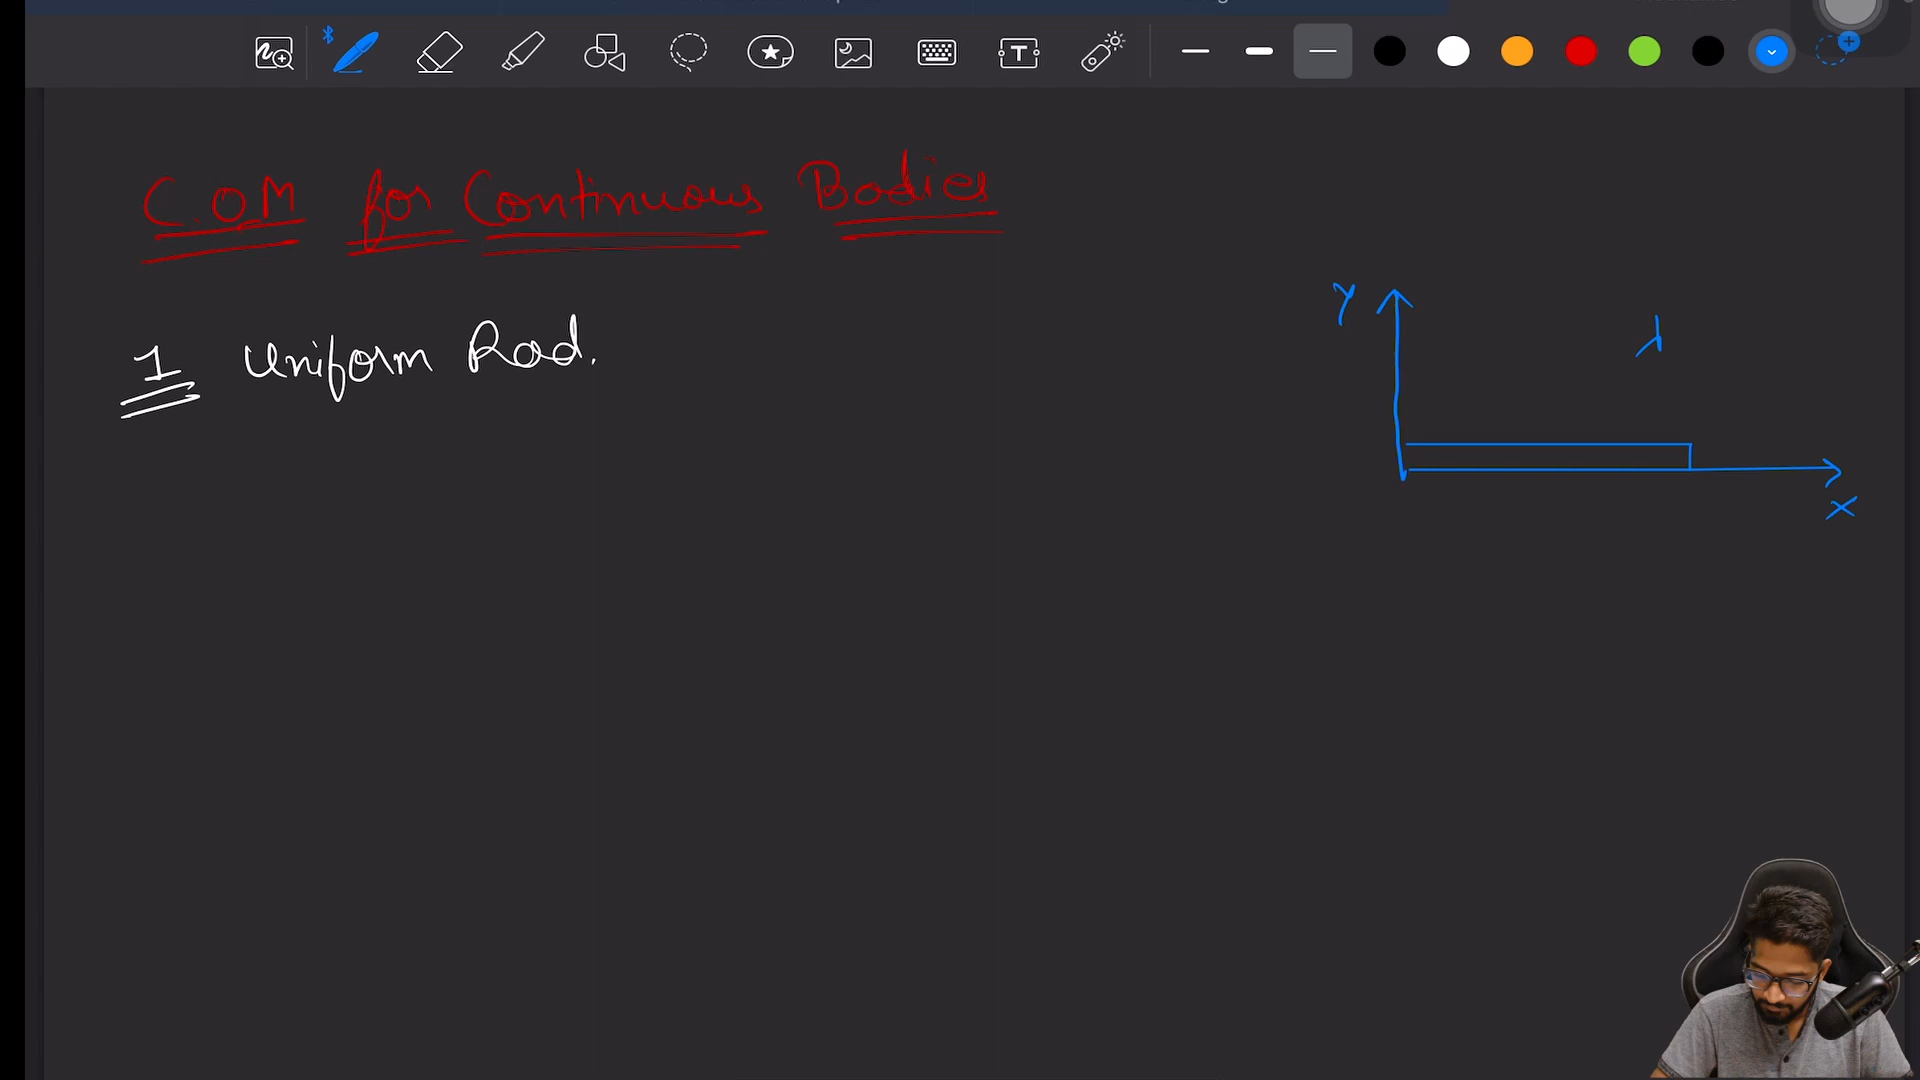 C.O.M for Continuous Bodies
1 Uniform Rod.
Y
λ
X